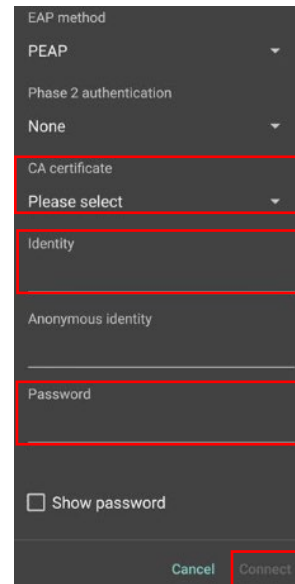 EAP method
PEAP
Phase 2 authentication
None
CA certificate
Please select
Identity
Anonymous identity
Password
Show password
Cancel Connect